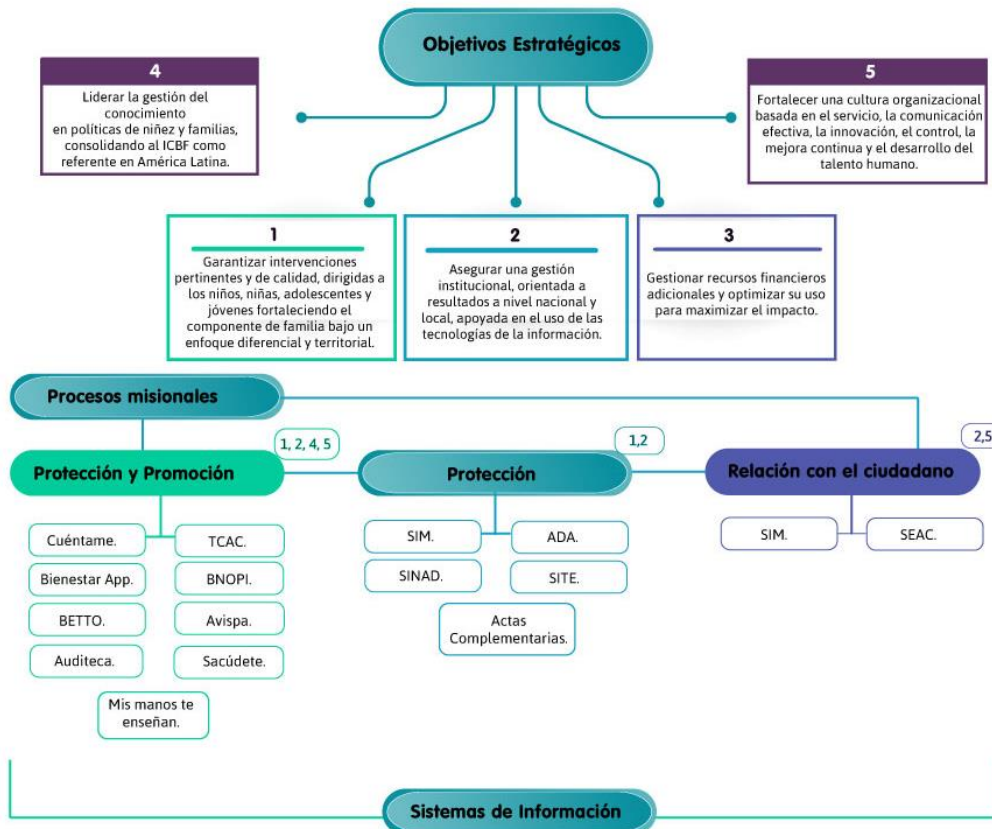 Objetivos Estratégicos
4
Liderar la gestión del
conocimiento
en políticas de niñez y familias,
consolidando al ICBF como
referente en América Latina.
5
Fortalecer una cultura organizacional
basada en el servicio, la comunicación
efectiva, la innovación, el control, la
mejora continua y el desarrollo del
talento humano.
1
Garantizar intervenciones
pertinentes y de calidad, dirigidas a
los niños, niñas, adolescentes y
jóvenes fortaleciendo el
componente de familia bajo un
enfoque diferencial y territorial.
2
Asegurar una gestión
institucional, orientada a
resultados a nivel nacional y
local, apoyada en el uso de las
tecnologías de la información.
3
Gestionar recursos financieros
adicionales y optimizar su uso
para maximizar el impacto.
Procesos misionales
1, 2, 4, 5
Protección y Promoción
1,2
Protección
2,5
Relación con el ciudadano
Cuéntame.
TCAC.
Bienestar App.
BNOPI.
BETTO.
Avispa.
Auditeca.
Sacúdete.
Mis manos te
enseñan.
SIM.
ADA.
SINAD.
SITE.
Actas
Complementarias.
SIM.
SEAC.
Sistemas de Información